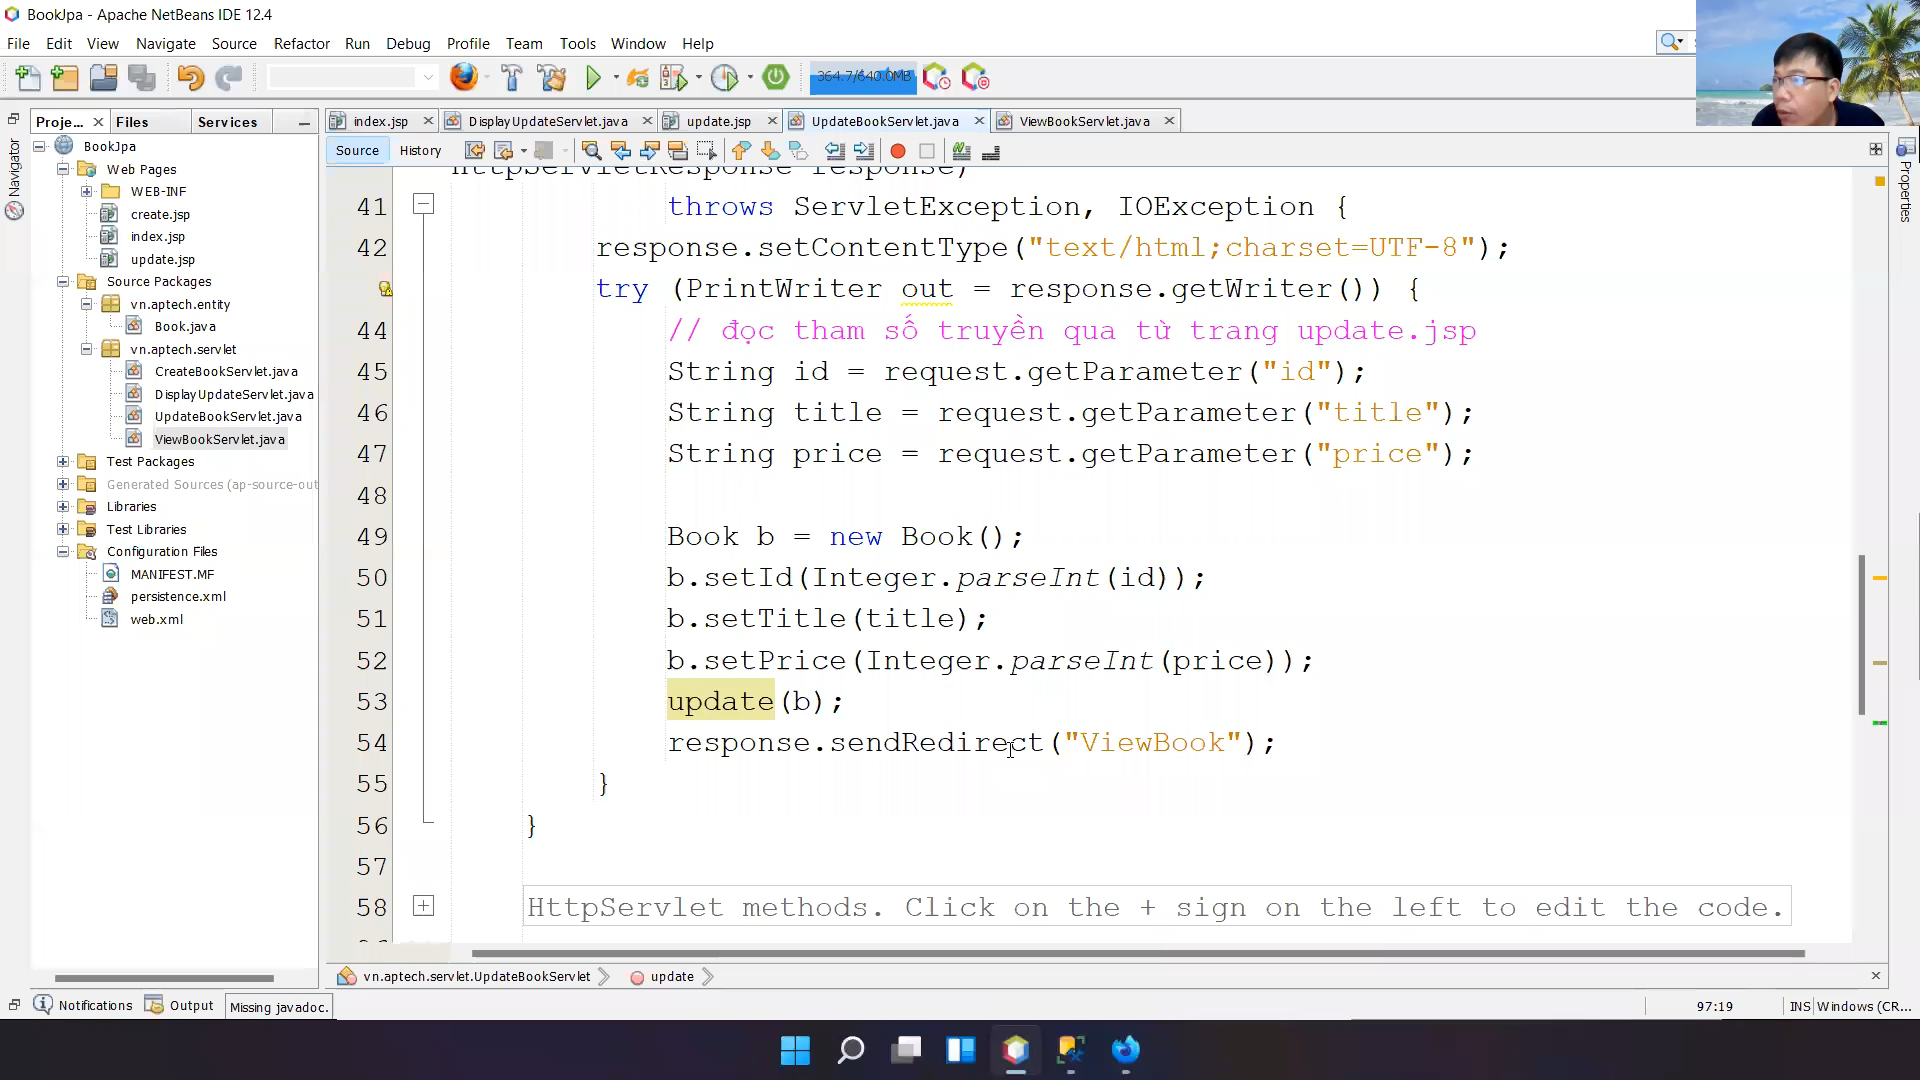 BookJpa - Apache NetBeans IDE 12.4
File Edit View Navigate Source Refactor Run Debug Profile Team Tools Window Help
364.7/640.0MB
Proje... Files Services
index.jsp DisplayUpdateServlet.java update.jsp UpdateBookServlet.java ViewBookServlet.java
Source History
Navigator
Properties
BookJpa
Web Pages
WEB-INF
create.jsp
index.jsp
update.jsp
Source Packages
vn.aptech.entity
Book.java
vn.aptech.servlet
CreateBookServlet.java
DisplayUpdateServlet.java
UpdateBookServlet.java
ViewBookServlet.java
Test Packages
Generated Sources (ap-source-out
Libraries
Test Libraries
Configuration Files
MANIFEST.MF
persistence.xml
web.xml
HttpServletResponse response)
41 throws ServletException, IOException {
42 response.setContentType("text/html;charset=UTF-8");
try (PrintWriter out = response.getWriter()) {
44 // đọc tham số truyền qua từ trang update.jsp
45 String id = request.getParameter("id");
46 String title = request.getParameter("title");
47 String price = request.getParameter("price");
48
49 Book b = new Book();
50 b.setId(Integer.parseInt(id));
51 b.setTitle(title);
52 b.setPrice(Integer.parseInt(price));
53 update(b);
54 response.sendRedirect("ViewBook");
55 }
56 }
57
58 HttpServlet methods. Click on the + sign on the left to edit the code.
vn.aptech.servlet.UpdateBookServlet update
Notifications Output Missing javadoc. 97:19 INS Windows (CR...